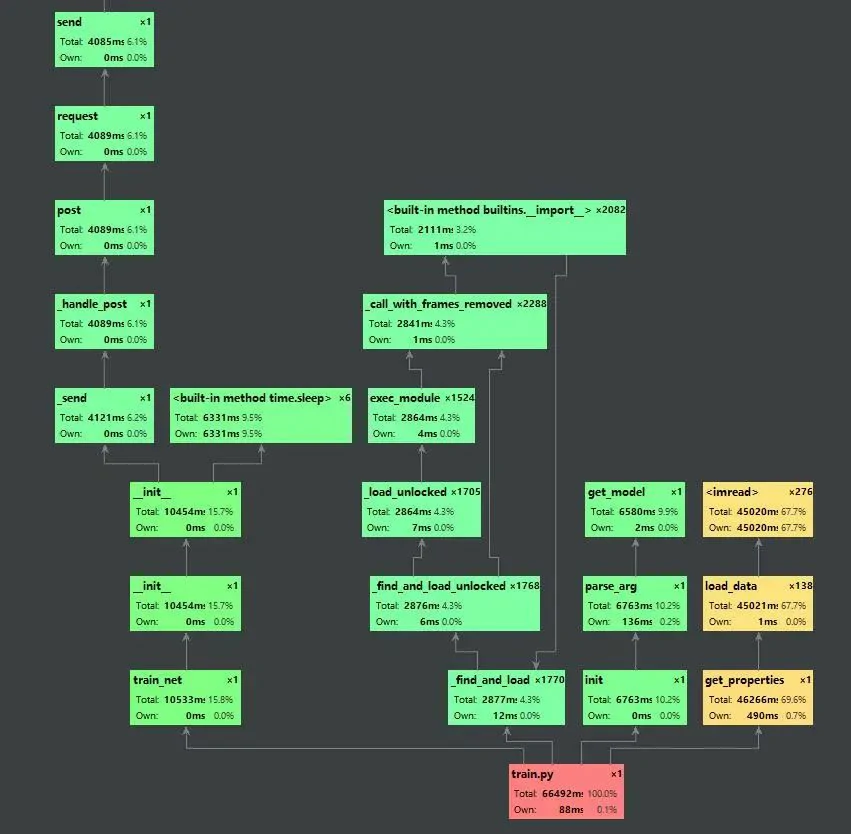 send ×1
Total: 4085ms 6.1%
Own: 0ms 0.0%
request ×1
Total: 4089ms 6.1%
Own: 0ms 0.0%
post ×1
Total: 4089ms 6.1%
Own: 0ms 0.0%
<built-in method builtins.__import__> ×2082
Total: 2111ms 3.2%
Own: 1ms 0.0%
_handle_post ×1
Total: 4089ms 6.1%
Own: 0ms 0.0%
_call_with_frames_removed ×2288
Total: 2841ms 4.3%
Own: 1ms 0.0%
_send ×1
Total: 4121ms 6.2%
Own: 0ms 0.0%
<built-in method time.sleep> ×6
Total: 6331ms 9.5%
Own: 6331ms 9.5%
exec_module ×1524
Total: 2864ms 4.3%
Own: 4ms 0.0%
__init__ ×1
Total: 10454ms 15.7%
Own: 0ms 0.0%
_load_unlocked ×1705
Total: 2864ms 4.3%
Own: 7ms 0.0%
get_model ×1
Total: 6580ms 9.9%
Own: 2ms 0.0%
<imread> ×276
Total: 45020ms 67.7%
Own: 45020ms 67.7%
__init__ ×1
Total: 10454ms 15.7%
Own: 0ms 0.0%
_find_and_load_unlocked ×1768
Total: 2876ms 4.3%
Own: 6ms 0.0%
parse_arg ×1
Total: 6763ms 10.2%
Own: 136ms 0.2%
load_data ×138
Total: 45021ms 67.7%
Own: 1ms 0.0%
train_net ×1
Total: 10533ms 15.8%
Own: 0ms 0.0%
_find_and_load ×1770
Total: 2877ms 4.3%
Own: 12ms 0.0%
init ×1
Total: 6763ms 10.2%
Own: 0ms 0.0%
get_properties ×1
Total: 46266ms 69.6%
Own: 490ms 0.7%
train.py ×1
Total: 66492ms 100.0%
Own: 88ms 0.1%